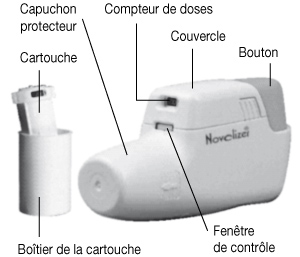 Capuchon
protecteur
Compteur de doses
Couvercle
Bouton
Cartouche
Novolizer
Boîtier de la cartouche
Fenêtre
de contrôle